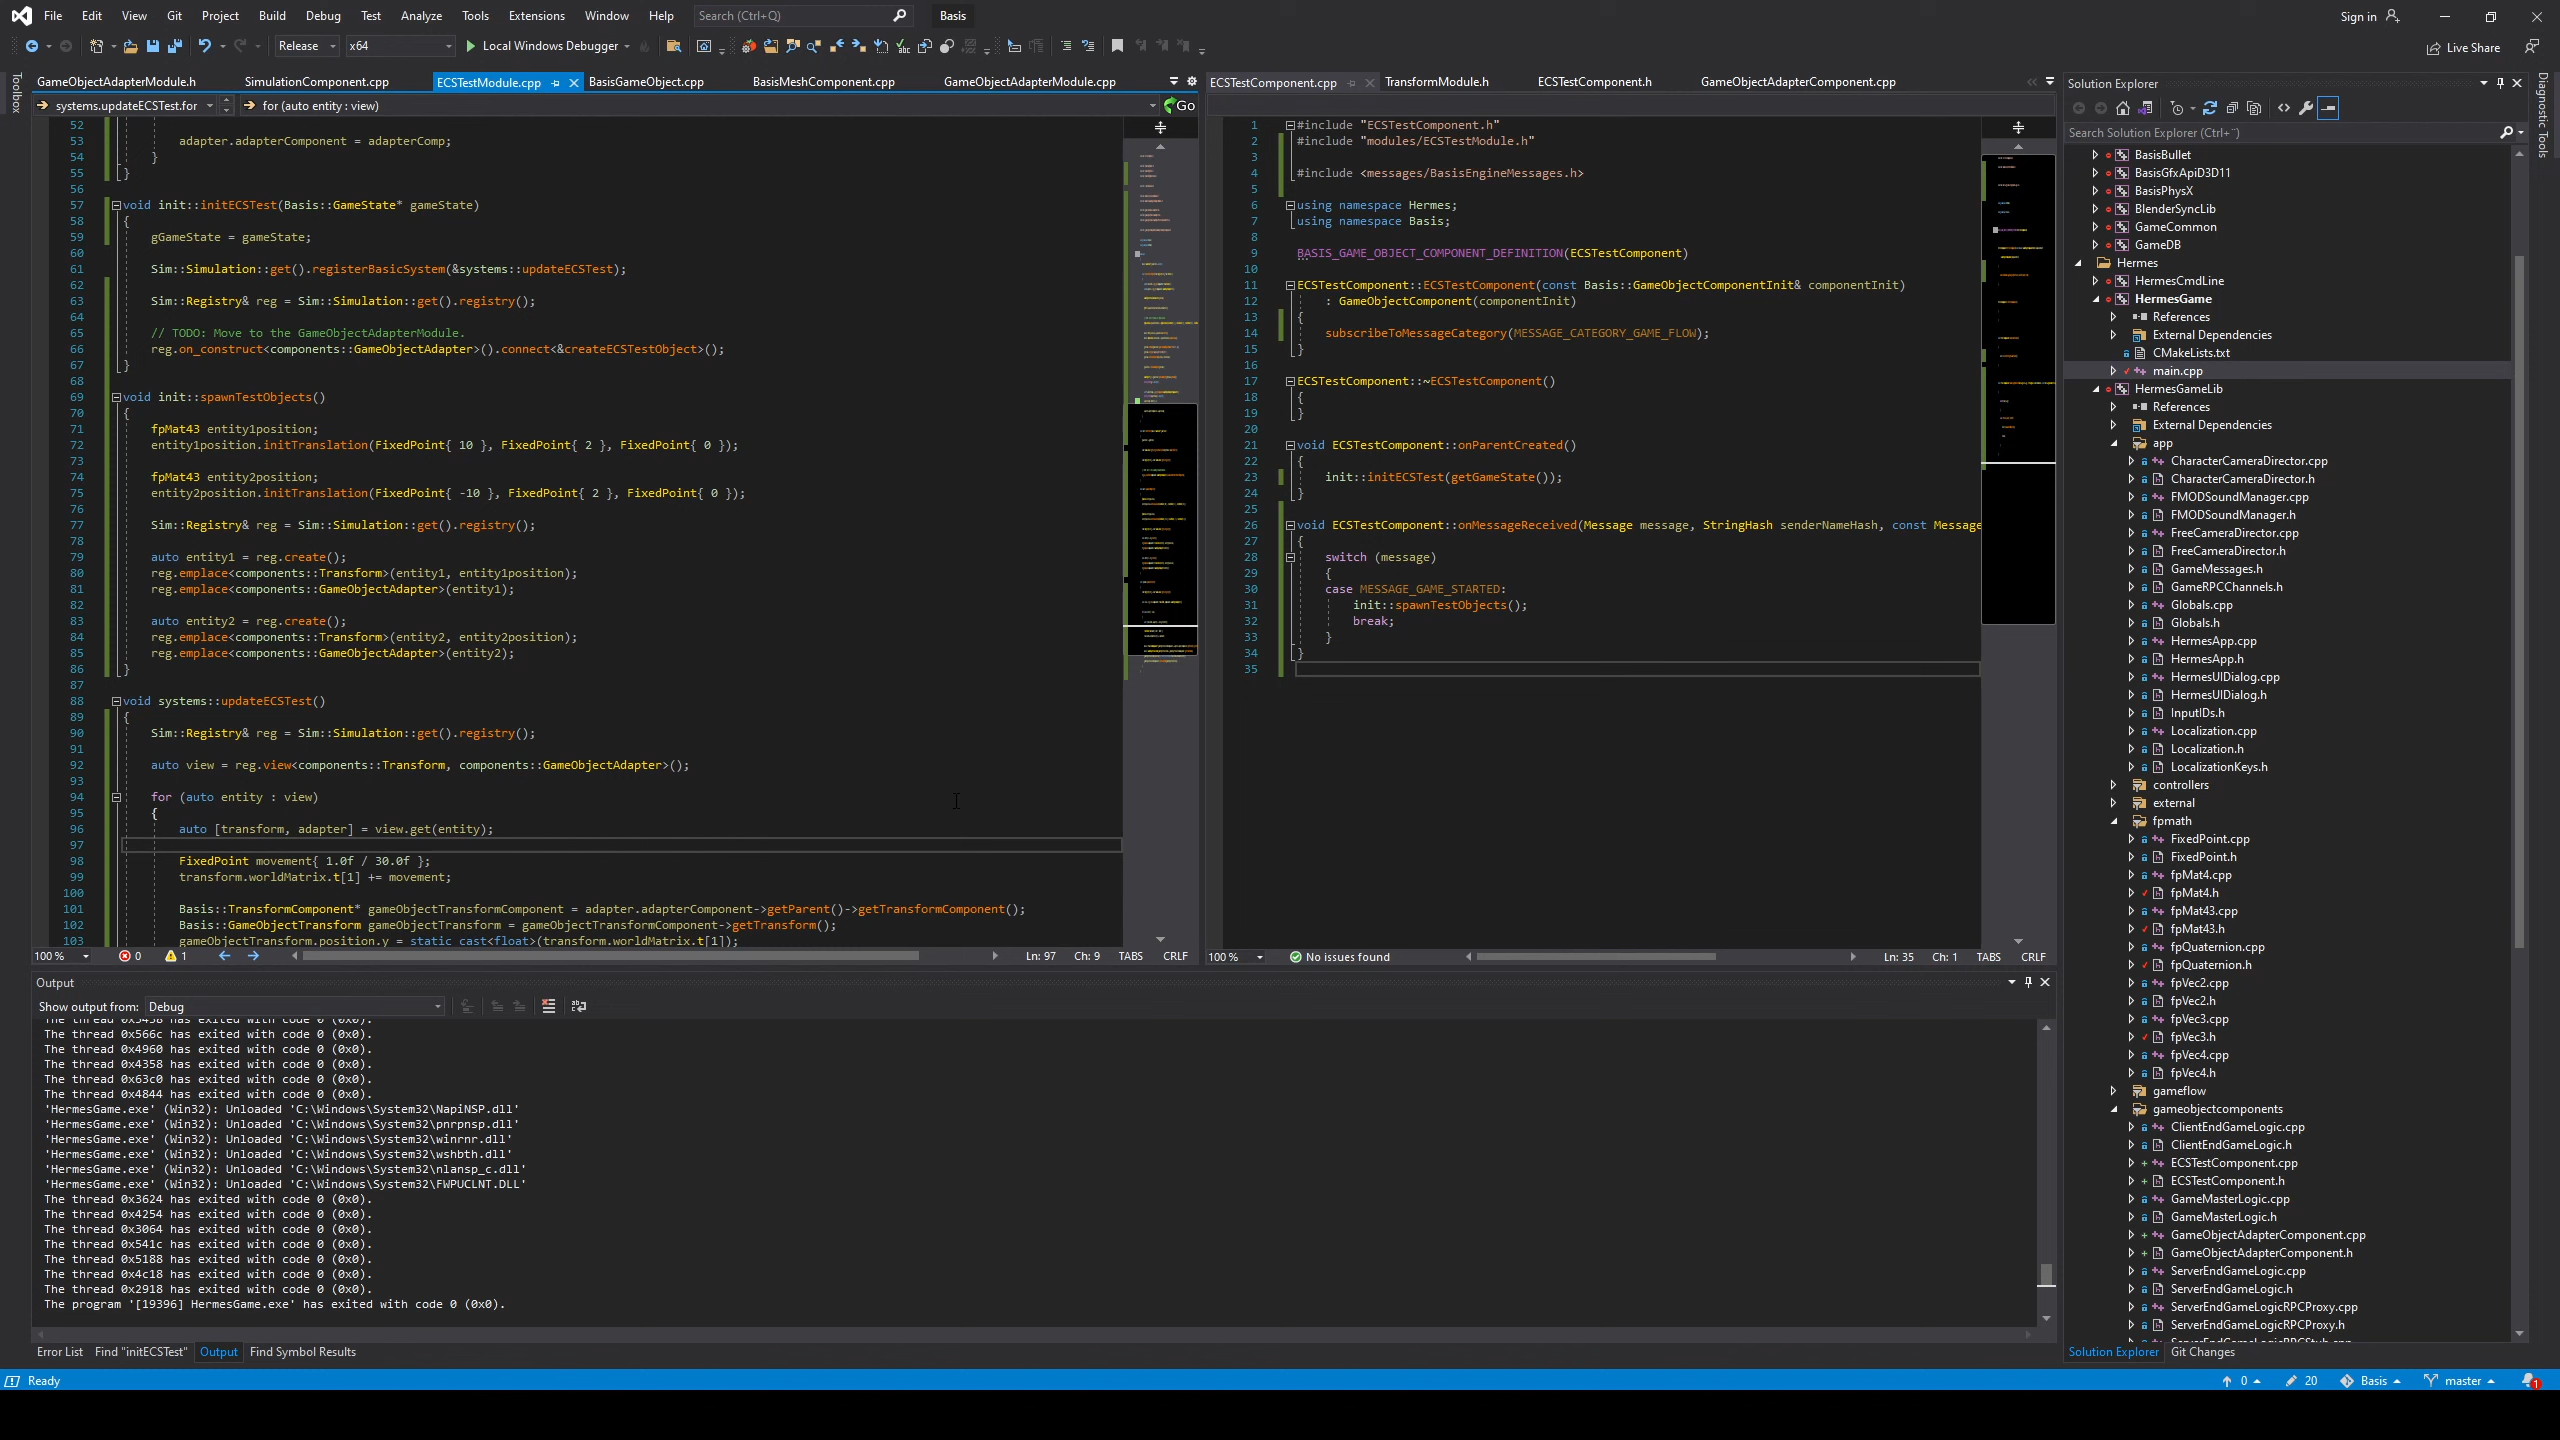 File Edit View Git Project Build Debug Test Analyze Tools Extensions Window Help Search (Ctrl+Q) Basis Sign in
Release x64 Local Windows Debugger Live Share
GameObjectAdapterModule.h SimulationComponent.cpp ECSTestModule.cpp BasisGameObject.cpp BasisMeshComponent.cpp GameObjectAdapterModule.cpp
systems.updateECSTest.for for (auto entity : view) Go
52
53 adapter.adapterComponent = adapterComp;
54 }
55 }
56
57 void init::initECSTest(Basis::GameState* gameState)
58 {
59 gGameState = gameState;
60
61 Sim::Simulation::get().registerBasicSystem(&systems::updateECSTest);
62
63 Sim::Registry& reg = Sim::Simulation::get().registry();
64
65 // TODO: Move to the GameObjectAdapterModule.
66 reg.on_construct<components::GameObjectAdapter>().connect<&createECSTestObject>();
67 }
68
69 void init::spawnTestObjects()
70 {
71 fpMat43 entity1position;
72 entity1position.initTranslation(FixedPoint{ 10 }, FixedPoint{ 2 }, FixedPoint{ 0 });
73
74 fpMat43 entity2position;
75 entity2position.initTranslation(FixedPoint{ -10 }, FixedPoint{ 2 }, FixedPoint{ 0 });
76
77 Sim::Registry& reg = Sim::Simulation::get().registry();
78
79 auto entity1 = reg.create();
80 reg.emplace<components::Transform>(entity1, entity1position);
81 reg.emplace<components::GameObjectAdapter>(entity1);
82
83 auto entity2 = reg.create();
84 reg.emplace<components::Transform>(entity2, entity2position);
85 reg.emplace<components::GameObjectAdapter>(entity2);
86 }
87
88 void systems::updateECSTest()
89 {
90 Sim::Registry& reg = Sim::Simulation::get().registry();
91
92 auto view = reg.view<components::Transform, components::GameObjectAdapter>();
93
94 for (auto entity : view)
95 {
96 auto [transform, adapter] = view.get(entity);
97
98 FixedPoint movement{ 1.0f / 30.0f };
99 transform.worldMatrix.t[1] += movement;
100
101 Basis::TransformComponent* gameObjectTransformComponent = adapter.adapterComponent->getParent()->getTransformComponent();
102 Basis::GameObjectTransform gameObjectTransform = gameObjectTransformComponent->getTransform();
103 gameObjectTransform.position.y = static_cast<float>(transform.worldMatrix.t[1]);
100 % 0 1 Ln: 97 Ch: 9 TABS CRLF
ECSTestComponent.cpp TransformModule.h ECSTestComponent.h GameObjectAdapterComponent.cpp
1 #include "ECSTestComponent.h"
2 #include "modules/ECSTestModule.h"
3
4 #include <messages/BasisEngineMessages.h>
5
6 using namespace Hermes;
7 using namespace Basis;
8
9 BASIS_GAME_OBJECT_COMPONENT_DEFINITION(ECSTestComponent)
10
11 ECSTestComponent::ECSTestComponent(const Basis::GameObjectComponentInit& componentInit)
12 : GameObjectComponent(componentInit)
13 {
14 subscribeToMessageCategory(MESSAGE_CATEGORY_GAME_FLOW);
15 }
16
17 ECSTestComponent::~ECSTestComponent()
18 {
19 }
20
21 void ECSTestComponent::onParentCreated()
22 {
23 init::initECSTest(getGameState());
24 }
25
26 void ECSTestComponent::onMessageReceived(Message message, StringHash senderNameHash, const Message
27 {
28 switch (message)
29 {
30 case MESSAGE_GAME_STARTED:
31 init::spawnTestObjects();
32 break;
33 }
34 }
35
100 % No issues found Ln: 35 Ch: 1 TABS CRLF
Output
Show output from: Debug
The thread 0x5438 has exited with code 0 (0x0).
The thread 0x566c has exited with code 0 (0x0).
The thread 0x4960 has exited with code 0 (0x0).
The thread 0x4358 has exited with code 0 (0x0).
The thread 0x63c0 has exited with code 0 (0x0).
The thread 0x4844 has exited with code 0 (0x0).
'HermesGame.exe' (Win32): Unloaded 'C:\Windows\System32\NapiNSP.dll'
'HermesGame.exe' (Win32): Unloaded 'C:\Windows\System32\pnrpnsp.dll'
'HermesGame.exe' (Win32): Unloaded 'C:\Windows\System32\winrnr.dll'
'HermesGame.exe' (Win32): Unloaded 'C:\Windows\System32\wshbth.dll'
'HermesGame.exe' (Win32): Unloaded 'C:\Windows\System32\nlansp_c.dll'
'HermesGame.exe' (Win32): Unloaded 'C:\Windows\System32\FWPUCLNT.DLL'
The thread 0x3624 has exited with code 0 (0x0).
The thread 0x4254 has exited with code 0 (0x0).
The thread 0x3064 has exited with code 0 (0x0).
The thread 0x541c has exited with code 0 (0x0).
The thread 0x5188 has exited with code 0 (0x0).
The thread 0x4c18 has exited with code 0 (0x0).
The thread 0x2918 has exited with code 0 (0x0).
The program '[19396] HermesGame.exe' has exited with code 0 (0x0).
Error List Find "initECSTest" Output Find Symbol Results
Toolbox
Diagnostic Tools
Solution Explorer
Search Solution Explorer (Ctrl+¨)
BasisBullet
BasisGfxApiD3D11
BasisPhysX
BlenderSyncLib
GameCommon
GameDB
Hermes
HermesCmdLine
HermesGame
References
External Dependencies
CMakeLists.txt
main.cpp
HermesGameLib
References
External Dependencies
app
CharacterCameraDirector.cpp
CharacterCameraDirector.h
FMODSoundManager.cpp
FMODSoundManager.h
FreeCameraDirector.cpp
FreeCameraDirector.h
GameMessages.h
GameRPCChannels.h
Globals.cpp
Globals.h
HermesApp.cpp
HermesApp.h
HermesUIDialog.cpp
HermesUIDialog.h
InputIDs.h
Localization.cpp
Localization.h
LocalizationKeys.h
controllers
external
fpmath
FixedPoint.cpp
FixedPoint.h
fpMat4.cpp
fpMat4.h
fpMat43.cpp
fpMat43.h
fpQuaternion.cpp
fpQuaternion.h
fpVec2.cpp
fpVec2.h
fpVec3.cpp
fpVec3.h
fpVec4.cpp
fpVec4.h
gameflow
gameobjectcomponents
ClientEndGameLogic.cpp
ClientEndGameLogic.h
ECSTestComponent.cpp
ECSTestComponent.h
GameMasterLogic.cpp
GameMasterLogic.h
GameObjectAdapterComponent.cpp
GameObjectAdapterComponent.h
ServerEndGameLogic.cpp
ServerEndGameLogic.h
ServerEndGameLogicRPCProxy.cpp
ServerEndGameLogicRPCProxy.h
ServerEndGameLogicRPCStub.cpp
Solution Explorer Git Changes
Ready 0 20 Basis master 1